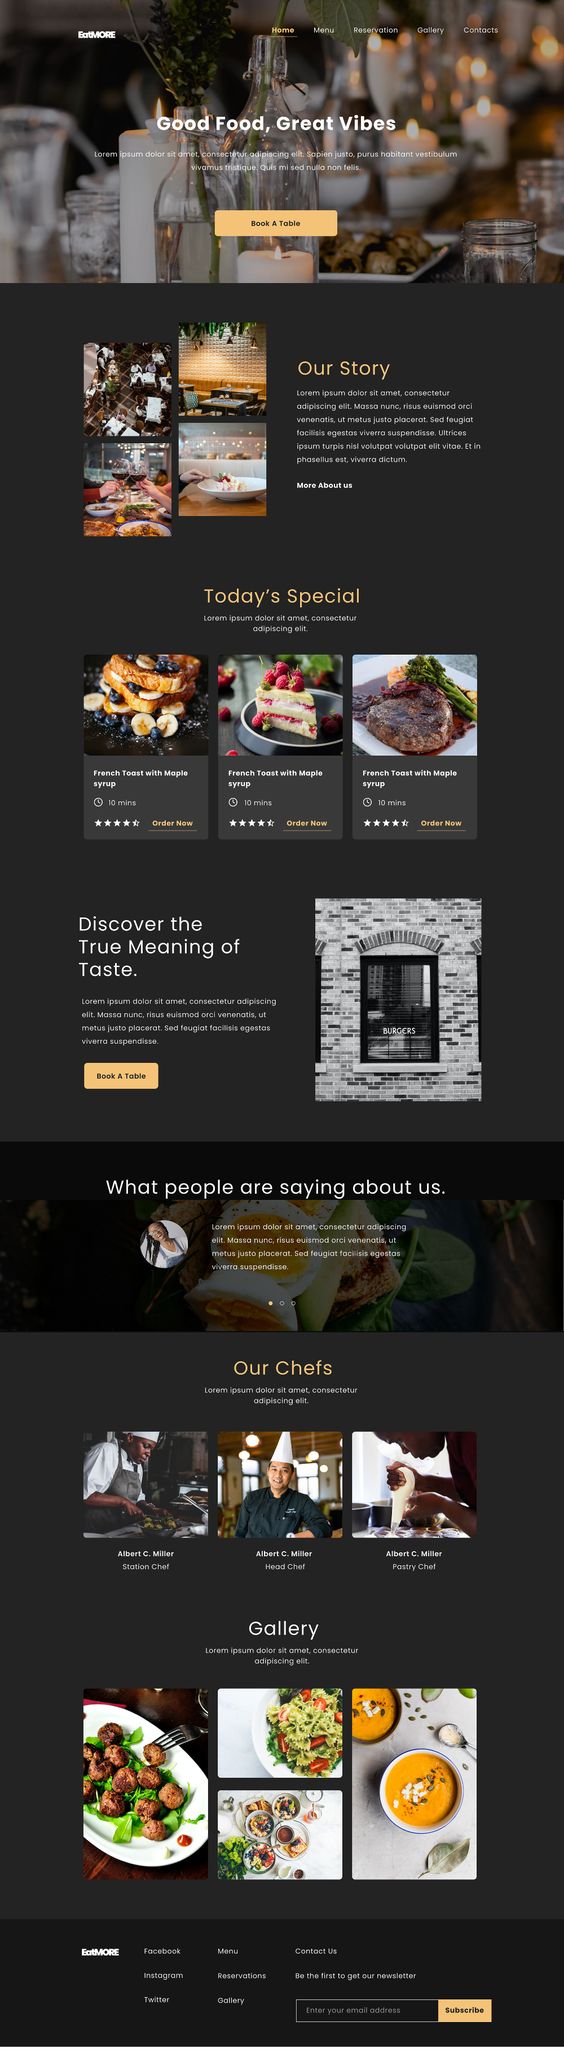 EatMORE
Home Menu Reservation Gallery Contacts
Good Food, Great Vibes
Lorem ipsum dolor sit amet, consectetur adipiscing elit. Sapien justo, purus habitant vestibulum
vivamus tristique. Quis mi sed nulla non felis.
Book A Table
Our Story
Lorem ipsum dolor sit amet, consectetur
adipiscing elit. Massa nunc, risus euismod orci
venenatis, ut metus justo placerat. Sed feugiat
facilisis egestas viverra suspendisse. Ultrices
ipsum turpis nisl volutpat volutpat elit vitae. Et in
phasellus est, viverra dictum.
More About us
Today’s Special
Lorem ipsum dolor sit amet, consectetur
adipiscing elit.
French Toast with Maple
syrup
10 mins
Order Now
French Toast with Maple
syrup
10 mins
Order Now
French Toast with Maple
syrup
10 mins
Order Now
Discover the
True Meaning of
Taste.
Lorem ipsum dolor sit amet, consectetur adipiscing
elit. Massa nunc, risus euismod orci venenatis, ut
metus justo placerat. Sed feugiat facilisis egestas
viverra suspendisse.
Book A Table
BURGERS
What people are saying about us.
Lorem ipsum dolor sit amet, consectetur adipiscing
elit. Massa nunc, risus euismod orci venenatis, ut
metus justo placerat. Sed feugiat facilisis egestas
viverra suspendisse.
Our Chefs
Lorem ipsum dolor sit amet, consectetur
adipiscing elit.
Albert C. Miller
Station Chef
Albert C. Miller
Head Chef
Albert C. Miller
Pastry Chef
Gallery
Lorem ipsum dolor sit amet, consectetur
adipiscing elit.
EatMORE
Facebook
Instagram
Twitter
Menu
Reservations
Gallery
Contact Us
Be the first to get our newsletter
Enter your email address
Subscribe